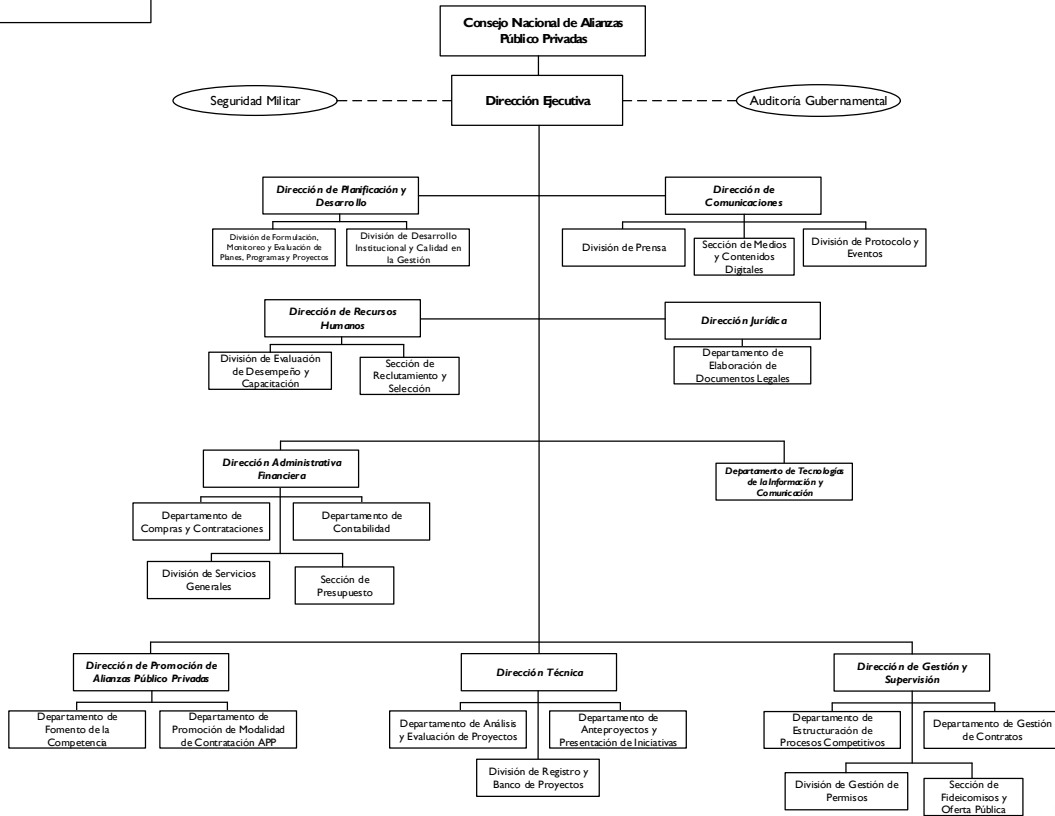 Consejo Nacional de Alianzas
Público Privadas
Seguridad Militar
Dirección Ejecutiva
Auditoría Gubernamental
Dirección de Planificación y
Desarrollo
Dirección de
Comunicaciones
División de Formulación,
Monitoreo y Evaluación de
Planes, Programas y Proyectos
División de Desarrollo
Institucional y Calidad en
la Gestión
División de Prensa
Sección de Medios
y Contenidos
Digitales
División de Protocolo y
Eventos
Dirección de Recursos
Humanos
Dirección Jurídica
División de Evaluación
de Desempeño y
Capacitación
Sección de
Reclutamiento y
Selección
Departamento de
Elaboración de
Documentos Legales
Dirección Administrativa
Financiera
Departamento de Tecnologías
de la Información y
Comunicación
Departamento de
Compras y Contrataciones
Departamento de
Contabilidad
División de Servicios
Generales
Sección de
Presupuesto
Dirección de Promoción de
Alianzas Público Privadas
Dirección Técnica
Dirección de Gestión y
Supervisión
Departamento de
Fomento de la
Competencia
Departamento de
Promoción de Modalidad
de Contratación APP
Departamento de Análisis
y Evaluación de Proyectos
Departamento de
Anteproyectos y
Presentación de Iniciativas
Departamento de
Estructuración de
Procesos Competitivos
Departamento de Gestión
de Contratos
División de Registro y
Banco de Proyectos
División de Gestión de
Permisos
Sección de
Fideicomisos y
Oferta Pública